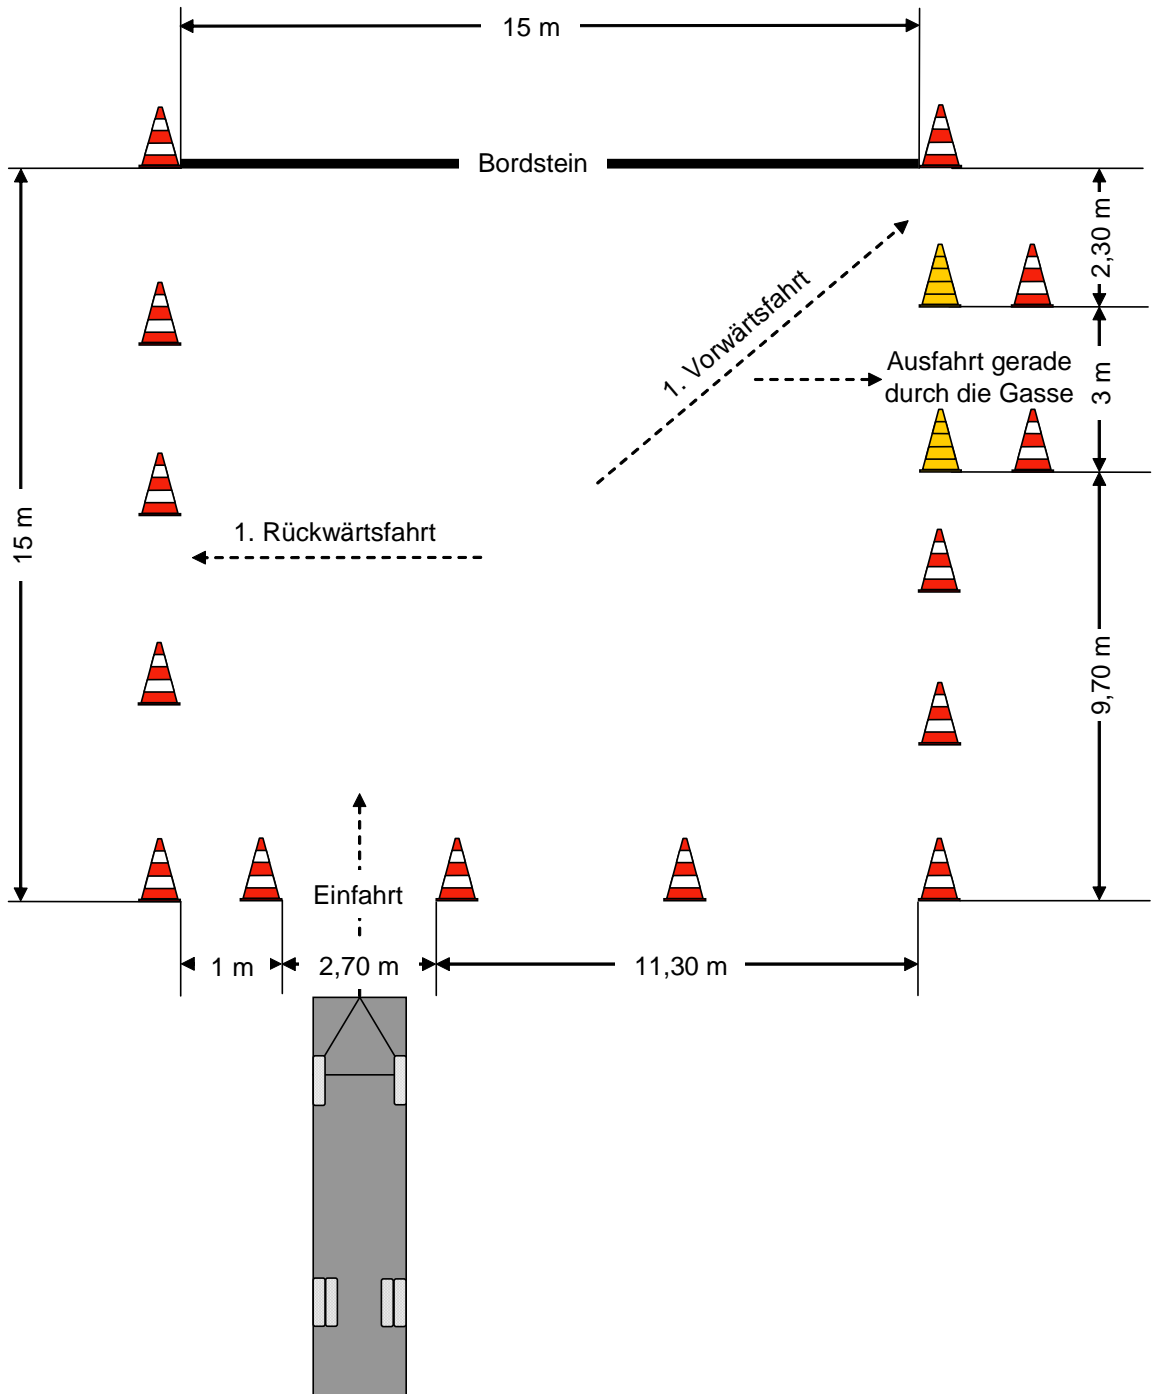 15 m
Bordstein
2,30 m
1. Vorwärtsfahrt
Ausfahrt gerade
durch die Gasse
3 m
15 m
1. Rückwärtsfahrt
9,70 m
Einfahrt
1 m
2,70 m
11,30 m